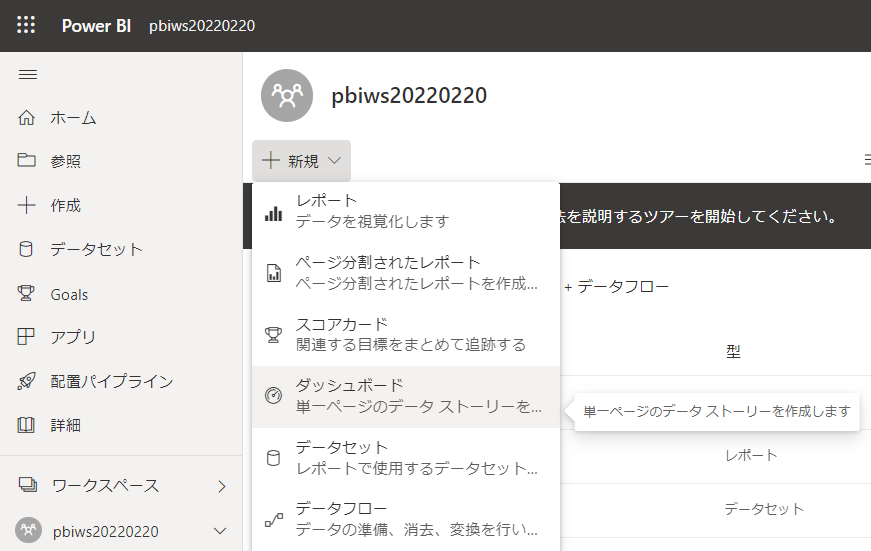 Power BI pbiws20220220
pbiws20220220
ホーム
参照
作成
データセット
Goals
アプリ
配置パイプライン
詳細
ワークスペース
pbiws20220220
新規
レポート
データを視覚化します
ページ分割されたレポート
ページ分割されたレポートを作成...
スコアカード
関連する目標をまとめて追跡する
ダッシュボード
単一ページのデータ ストーリーを...
データセット
レポートで使用するデータセット...
データフロー
データの準備、消去、変換を行い...
法を説明するツアーを開始してください。
+ データフロー
型
単一ページのデータ ストーリーを作成します
レポート
データセット